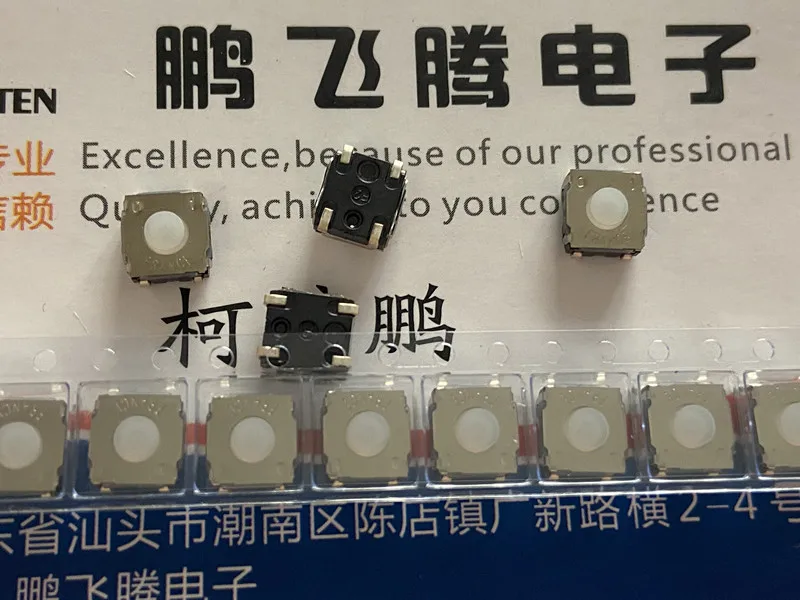 鹏飞腾电子
TEN
专业 Excellence,because of our professional
信赖 Qu y, achi to you co ence
柯 鹏
东省汕头市潮南区陈店镇广新路横2-4号
鹏飞腾电子